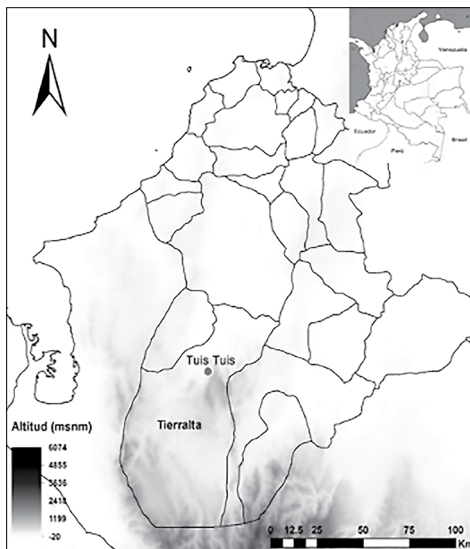 N
Venezuela
Ecuador
Perú
Brasil
Tuis Tuis
Tierralta
Altitud (msnm)
6074
4855
3636
2418
1199
-20
0 12.5 25 50 75 100
Km